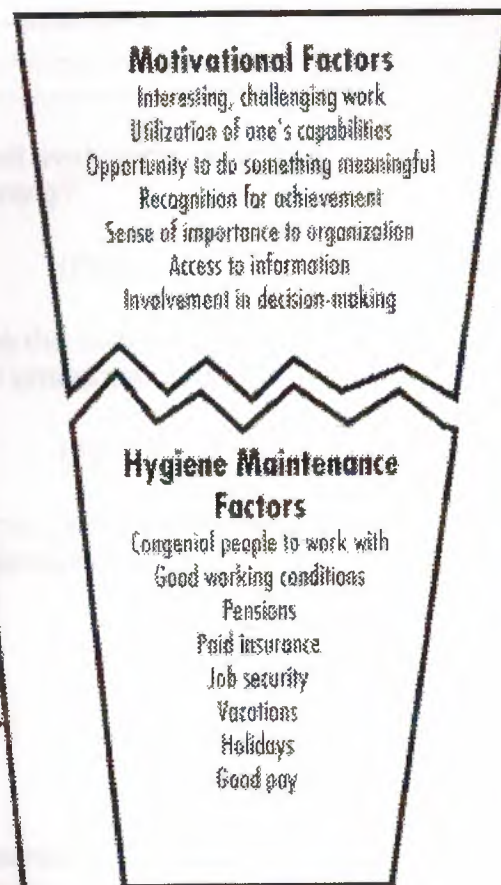 Motivational Factors
Interesting, challenging work
Utilization of one's capabilities
Opportunity to do something meaningful
Recognition for achievement
Sense of importance to organization
Access to information
Involvement in decision-making
Hygiene Maintenance
Factors
Congenial people to work with
Good working conditions
Pensions
Paid insurance
Job security
Vacations
Holidays
Good pay